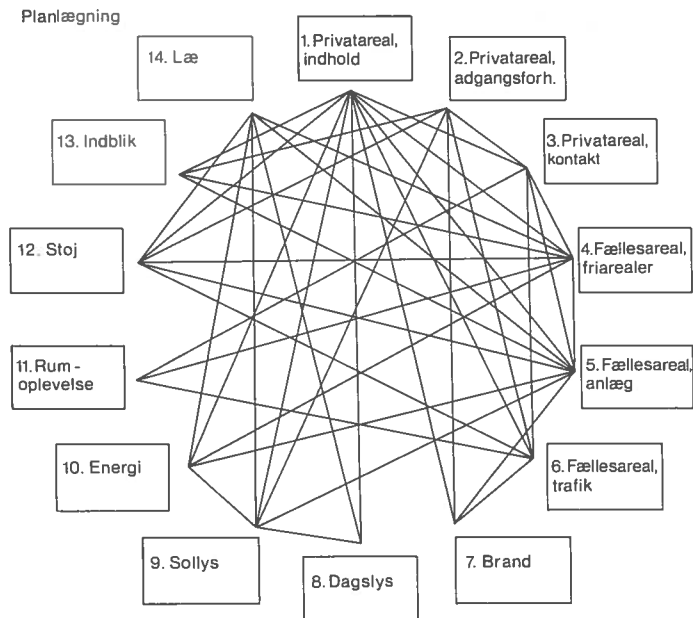 Planlægning
1. Privatareal,
indhold
2. Privatareal,
adgangsforh.
3. Privatareal,
kontakt
4. Fællesareal,
friarealer
5. Fællesareal,
anlæg
6. Fællesareal,
trafik
7. Brand
8. Dagslys
9. Sollys
10. Energi
11. Rum-
oplevelse
12. Stoj
13. Indblik
14. Læ